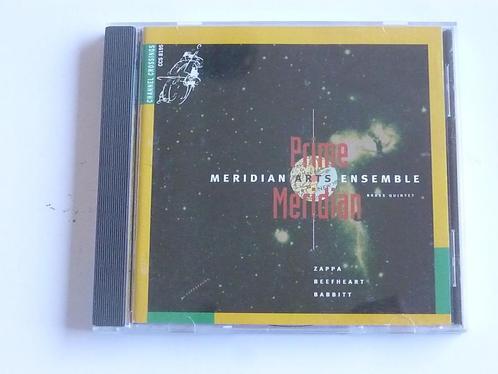 CHANNEL CROSSINGS
CCS 8195
Prime
MERIDIAN ARTS ENSEMBLE
BRASS QUINTET
Meridian
ZAPPA
BEEFHEART
BABBITT